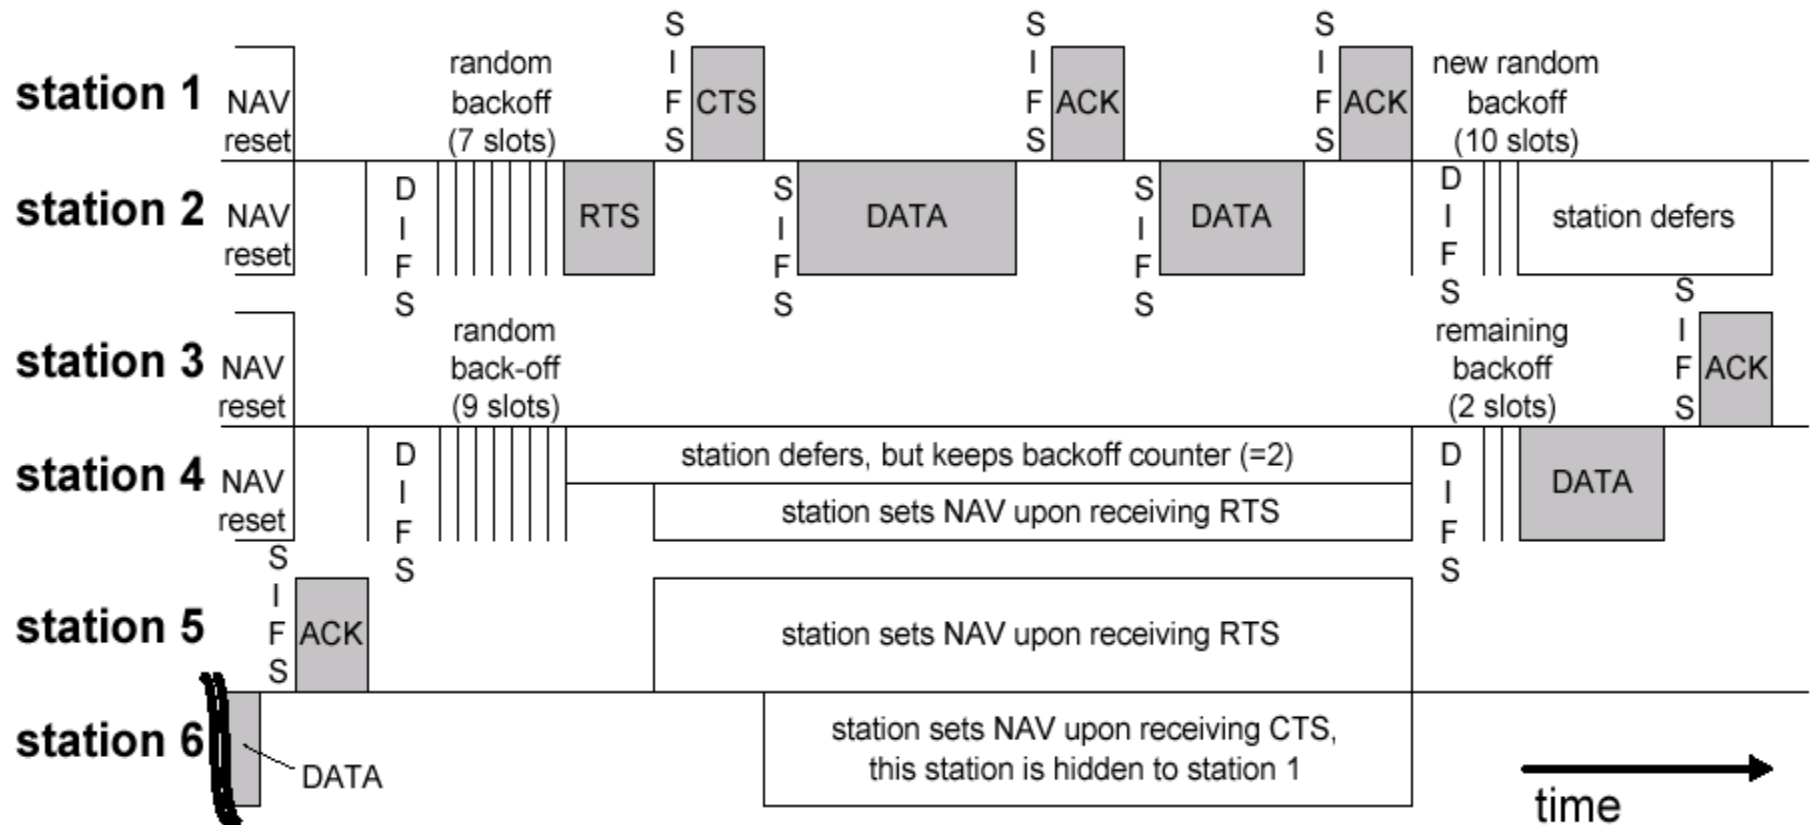 S
I
F
S
S
I
F
S
S
I
F
S
station 1
NAV
reset
random
backoff
(7 slots)
CTS
ACK
ACK
new random
backoff
(10 slots)
station 2
NAV
reset
D
I
F
S
RTS
S
I
F
S
DATA
S
I
F
S
DATA
D
I
F
S
station defers
station 3
NAV
reset
random
back-off
(9 slots)
remaining
backoff
(2 slots)
S
I
F
S
ACK
station 4
NAV
reset
D
I
F
S
station defers, but keeps backoff counter (=2)
station sets NAV upon receiving RTS
D
I
F
S
DATA
station 5
S
I
F
S
ACK
station sets NAV upon receiving RTS
station 6
DATA
station sets NAV upon receiving CTS,
this station is hidden to station 1
time